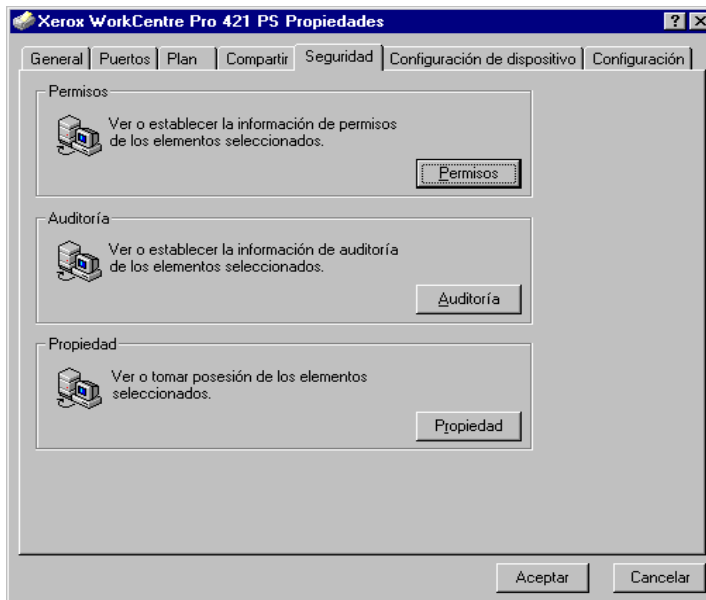 Xerox WorkCentre Pro 421 PS Propiedades
General Puertos Plan Compartir Seguridad Configuración de dispositivo Configuración
Permisos
Ver o establecer la información de permisos
de los elementos seleccionados.
Permisos
Auditoría
Ver o establecer la información de auditoría
de los elementos seleccionados.
Auditoría
Propiedad
Ver o tomar posesión de los elementos
seleccionados.
Propiedad
Aceptar Cancelar